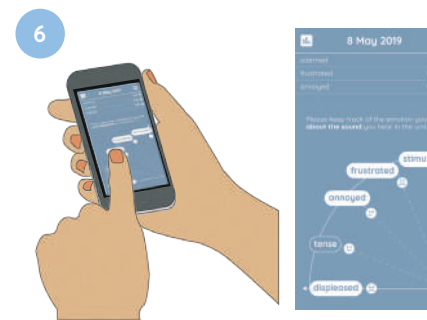 6
8 May 2019
alarmed
frustrated
annoyed
Please keep track of the emotion you
about the sound you hear in the
stimu
frustrated
annoyed
tense
displeased